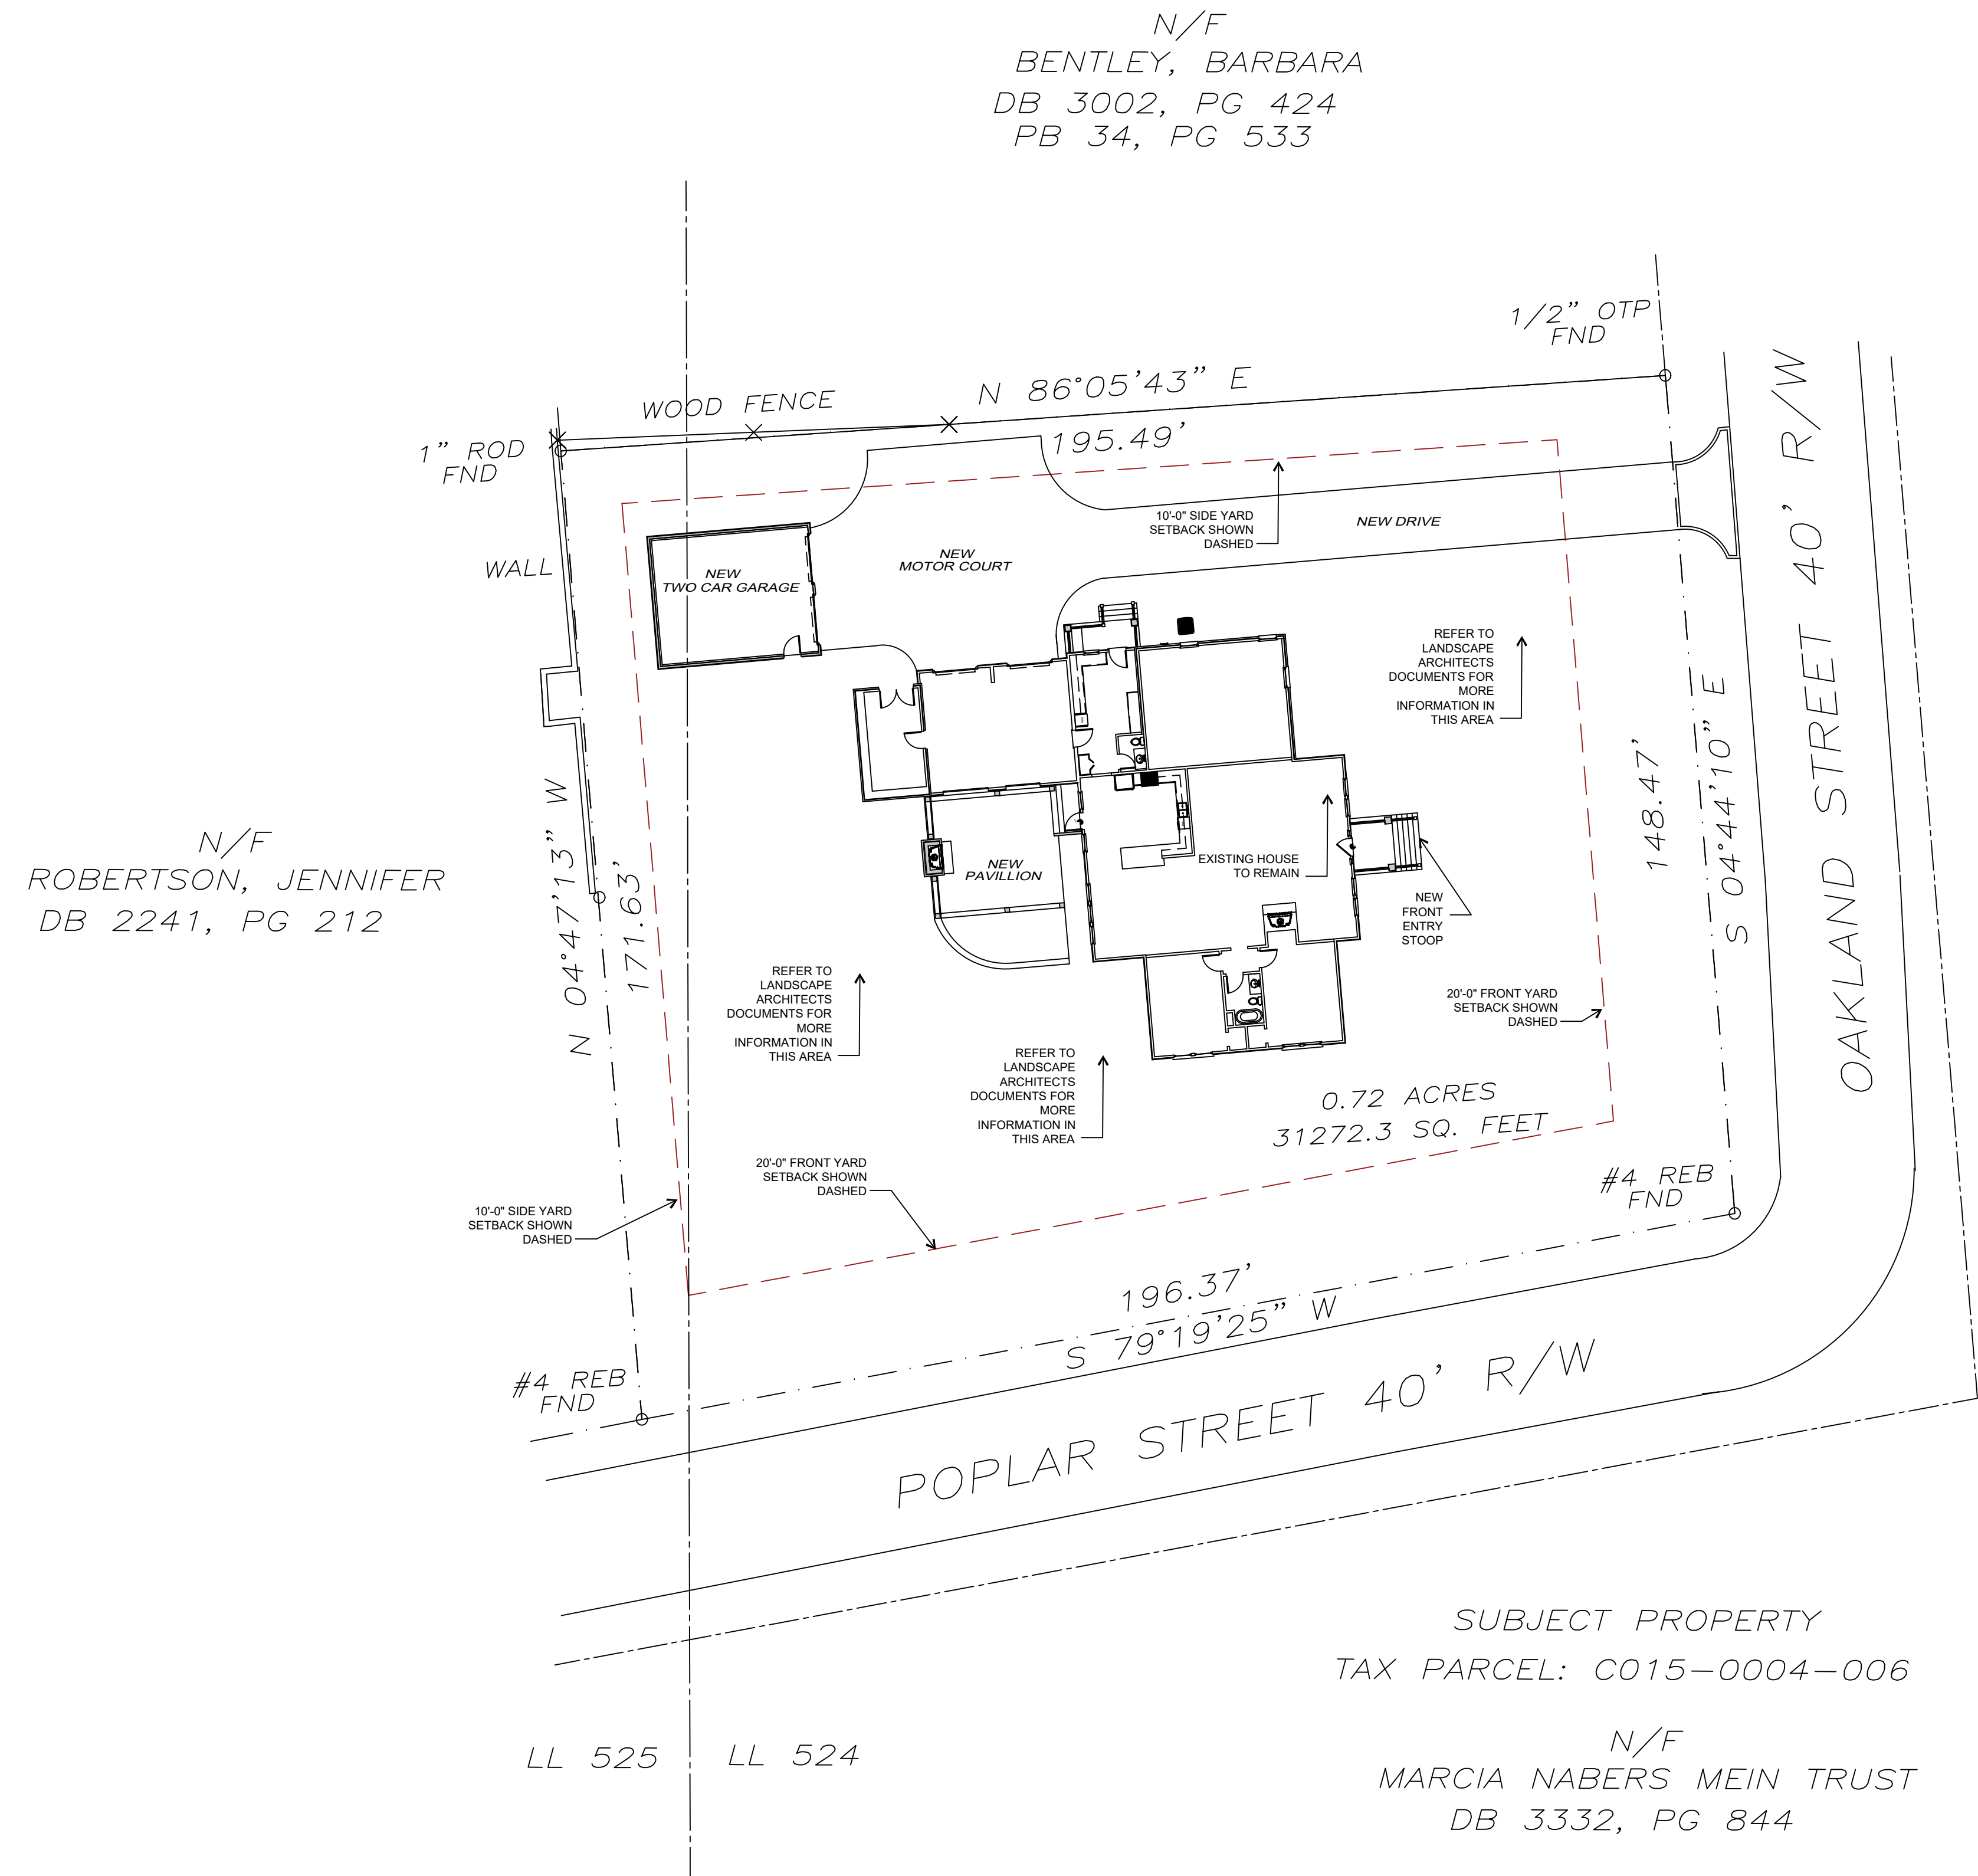 N/F
BENTLEY, BARBARA
DB 3002, PG 424
PB 34, PG 533
1/2" OTP
FND
N 86°05'43" E
195.49'
WOOD FENCE
1" ROD
FND
WALL
10'-0" SIDE YARD
SETBACK SHOWN
DASHED
NEW DRIVE
NEW
MOTOR COURT
NEW
TWO CAR GARAGE
REFER TO
LANDSCAPE
ARCHITECTS
DOCUMENTS FOR
MORE
INFORMATION IN
THIS AREA
OAKLAND STREET 40' R/W
148.47'
S 04°44'10" E
N/F
ROBERTSON, JENNIFER
DB 2241, PG 212
N 04°47'13" W
171.63'
NEW
PAVILLION
EXISTING HOUSE
TO REMAIN
NEW
FRONT
ENTRY
STOOP
REFER TO
LANDSCAPE
ARCHITECTS
DOCUMENTS FOR
MORE
INFORMATION IN
THIS AREA
REFER TO
LANDSCAPE
ARCHITECTS
DOCUMENTS FOR
MORE
INFORMATION IN
THIS AREA
20'-0" FRONT YARD
SETBACK SHOWN
DASHED
0.72 ACRES
31272.3 SQ. FEET
#4 REB
FND
20'-0" FRONT YARD
SETBACK SHOWN
DASHED
10'-0" SIDE YARD
SETBACK SHOWN
DASHED
196.37'
S 79°19'25" W
#4 REB
FND
POPLAR STREET 40' R/W
SUBJECT PROPERTY
TAX PARCEL: C015-0004-006
N/F
MARCIA NABERS MEIN TRUST
DB 3332, PG 844
LL 525
LL 524